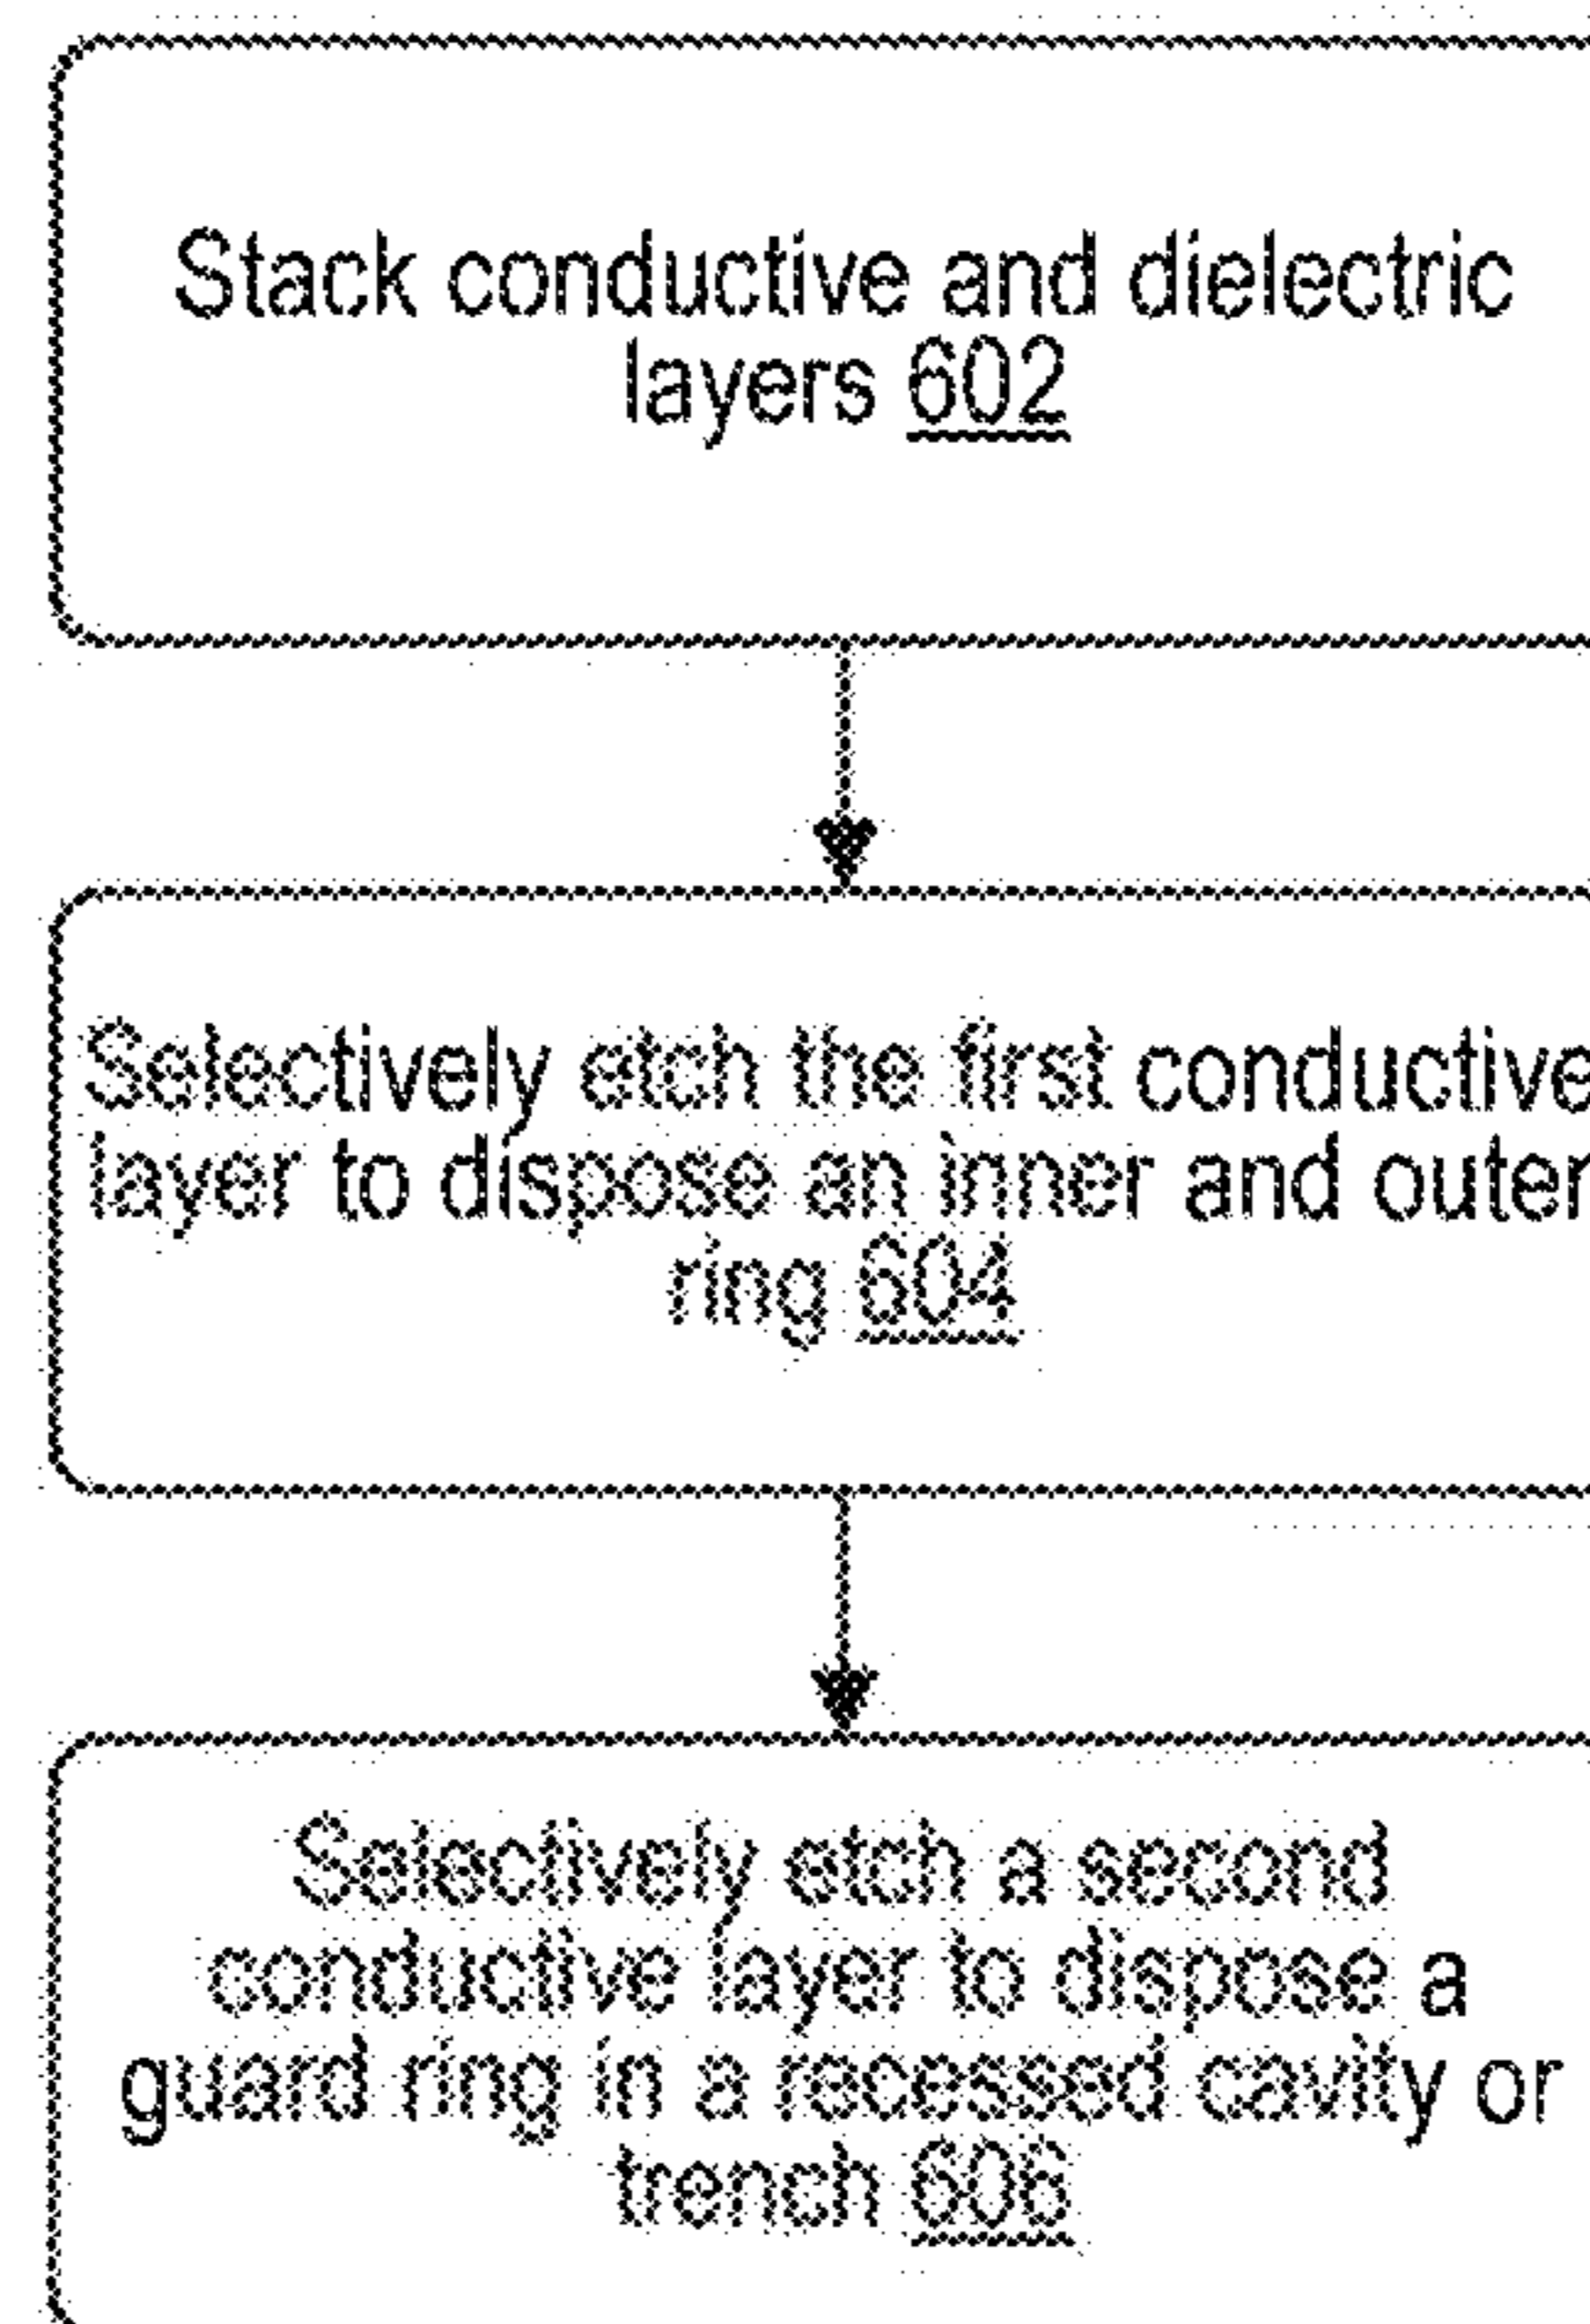 Stack conductive and dielectric
layers 602
Selectively etch the first conductive
layer to dispose an inner and outer
ring 604
Selectively etch a second
conductive layer to dispose a
guard ring in a recessed cavity or
trench 606